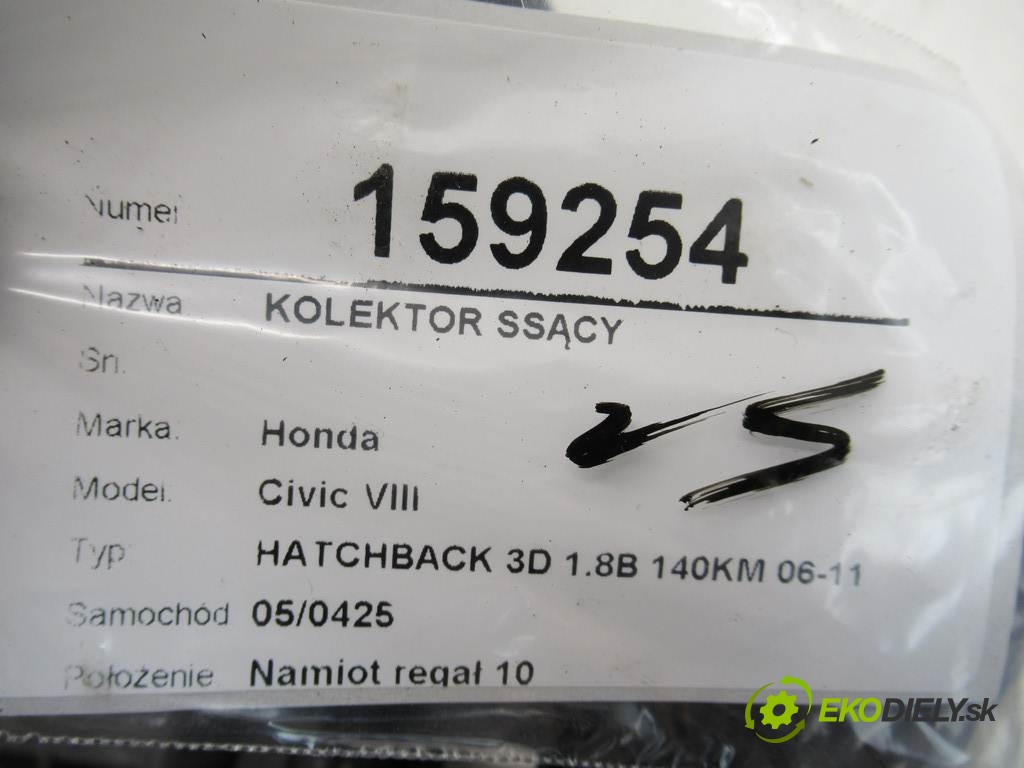 Numer 159254
Nazwa KOLEKTOR SSĄCY
Sn.
25
Marka: Honda
Model: Civic VIII
Typ: HATCHBACK 3D 1.8B 140KM 06-11
Samochód 05/0425
Położenie Namiot regał 10
EKODIELY.sk